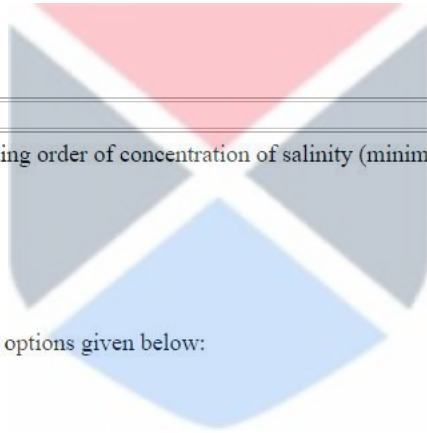 ing order of concentration of salinity (minim
options given below: